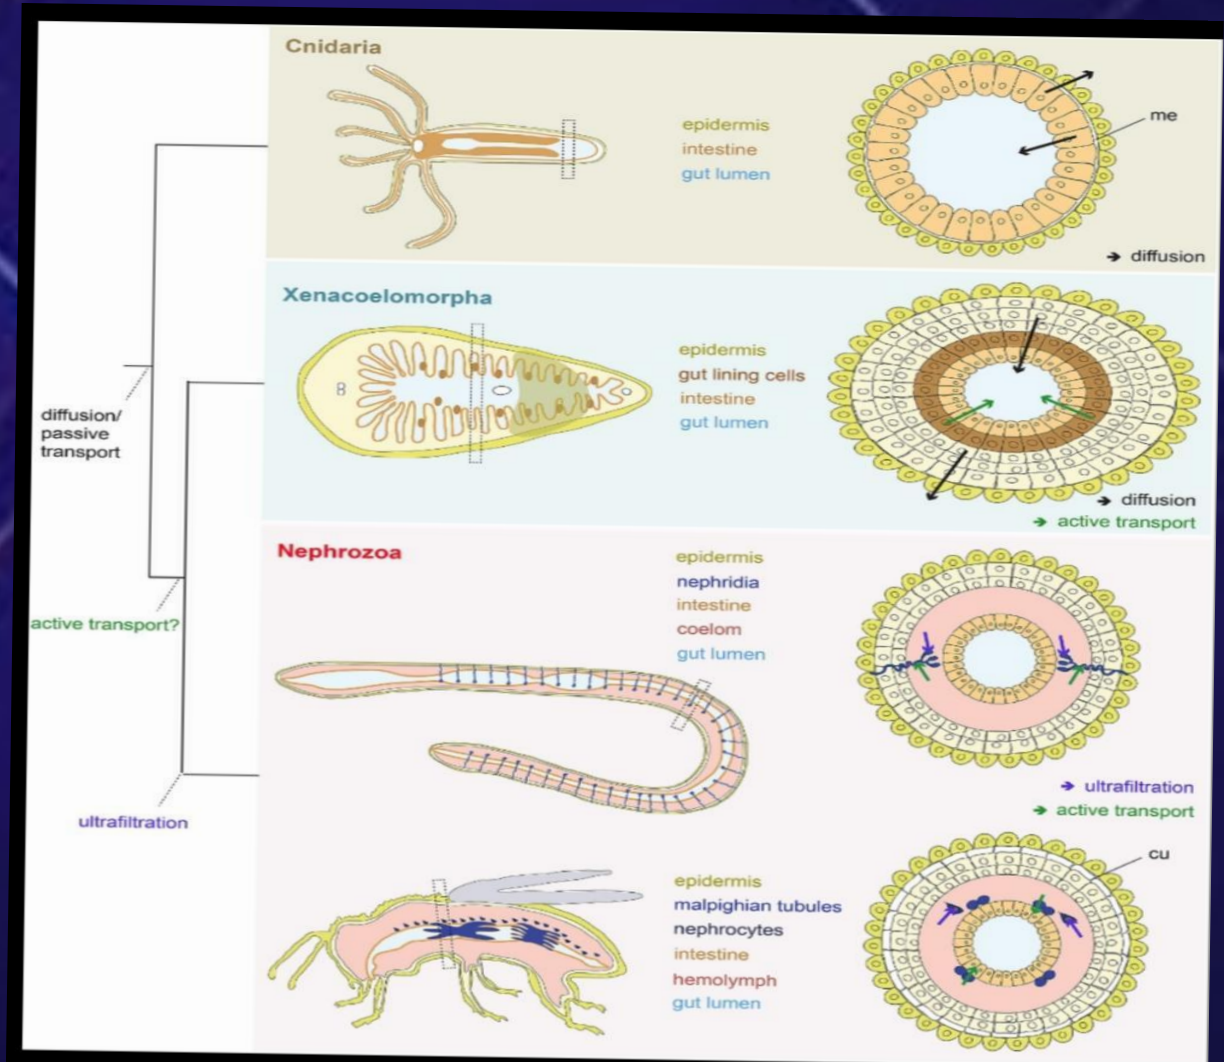 Cnidaria
epidermis
intestine
gut lumen
me
→ diffusion
Xenacoelomorpha
epidermis
gut lining cells
intestine
gut lumen
→ diffusion
→ active transport
diffusion/
passive
transport
Nephrozoa
epidermis
nephridia
intestine
coelom
gut lumen
active transport?
→ ultrafiltration
→ active transport
ultrafiltration
cu
epidermis
malpighian tubules
nephrocytes
intestine
hemolymph
gut lumen